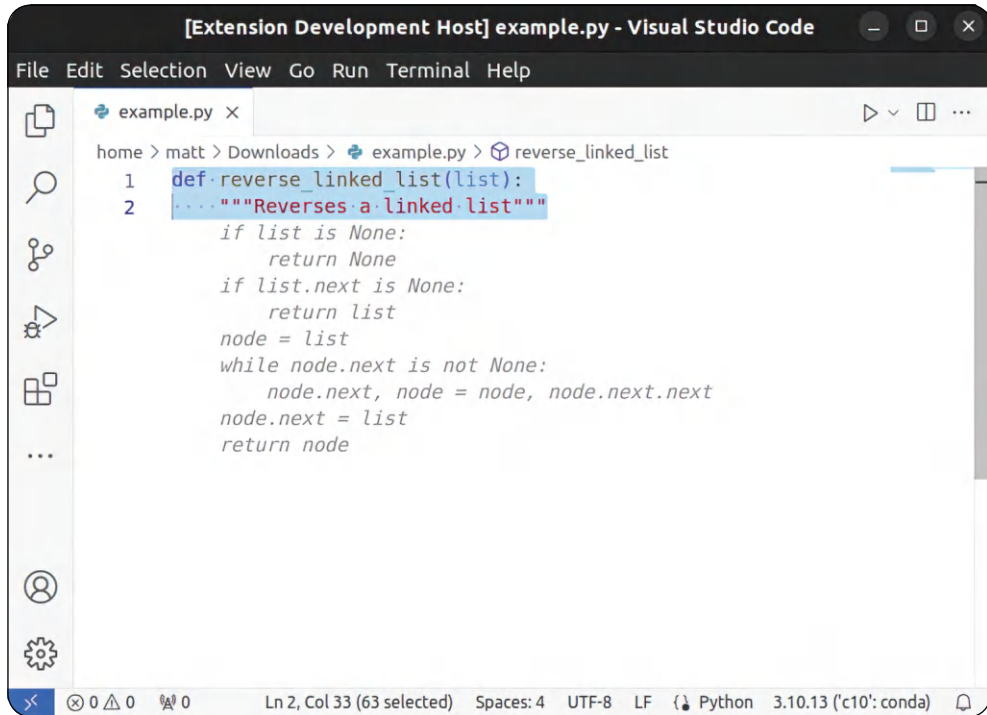 [Extension Development Host] example.py - Visual Studio Code
File Edit Selection View Go Run Terminal Help
example.py
home > matt > Downloads > example.py > reverse_linked_list
1 def reverse_linked_list(list):
2     """Reverses a linked list"""
    if list is None:
        return None
    if list.next is None:
        return list
    node = list
    while node.next is not None:
        node.next, node = node, node.next.next
    node.next = list
    return node
0 0 0 Ln 2, Col 33 (63 selected) Spaces: 4 UTF-8 LF Python 3.10.13 ('c10': conda)